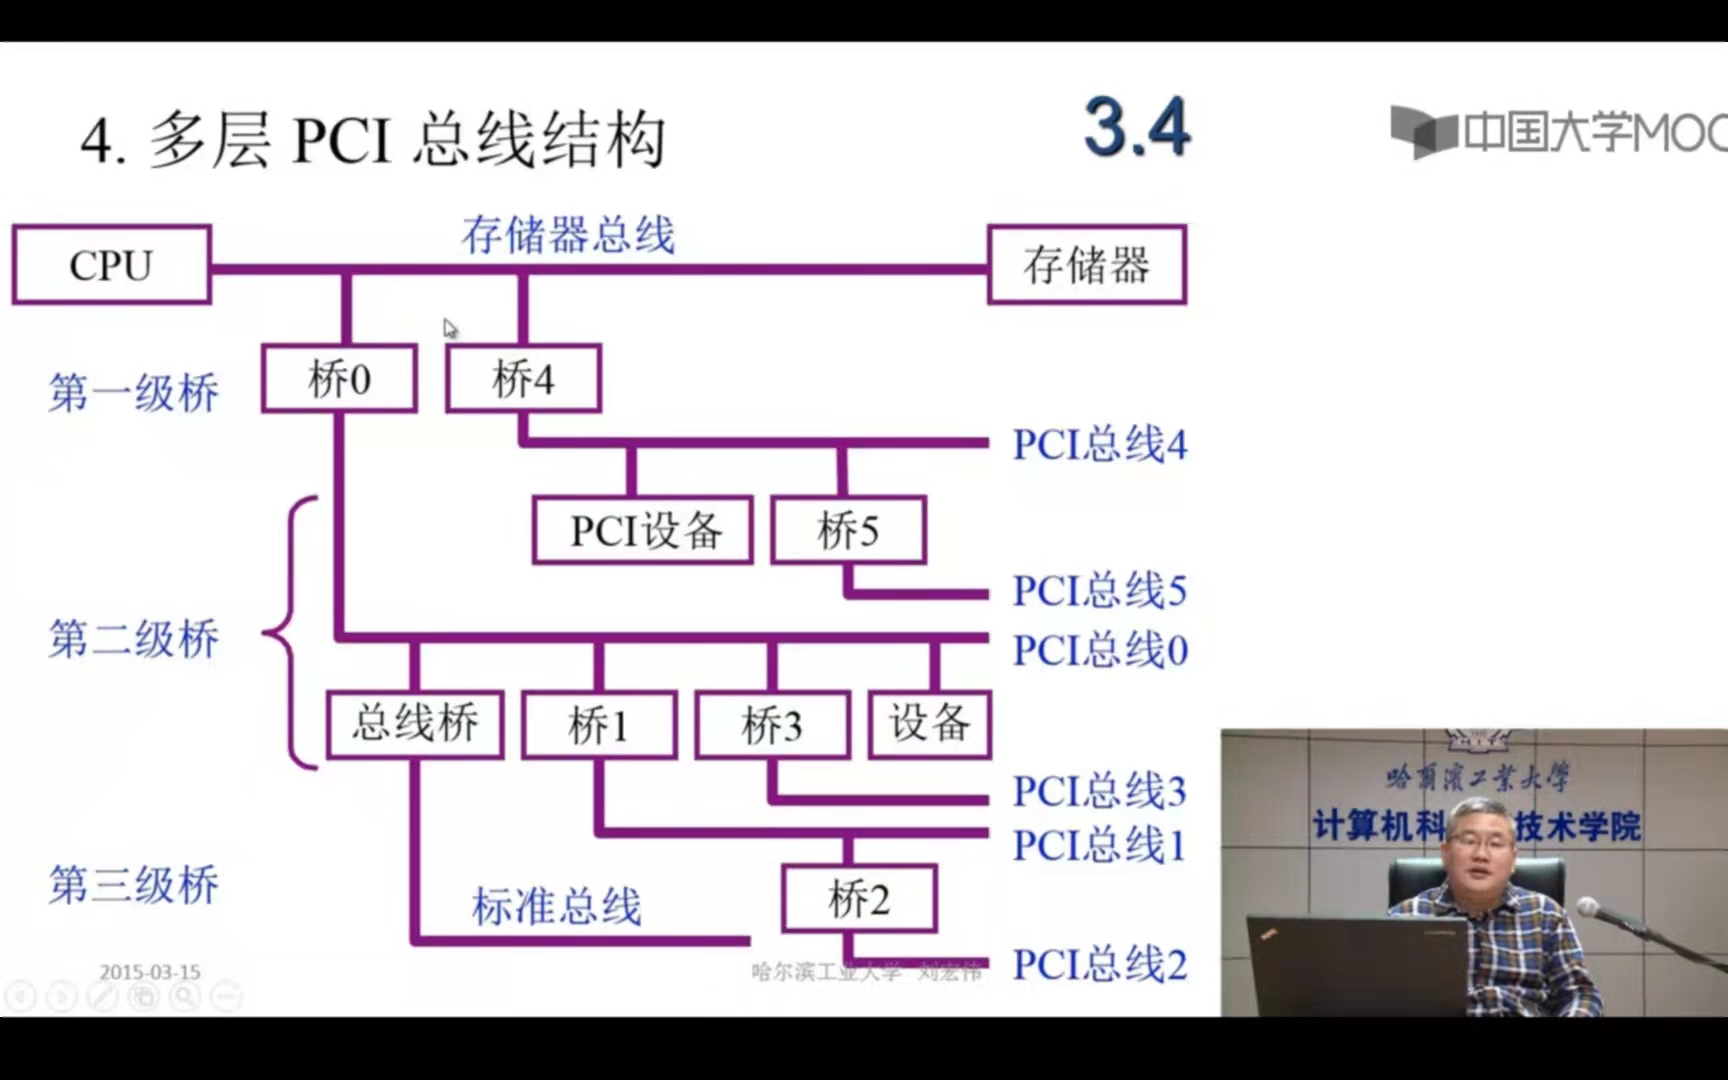 4. 多层 PCI 总线结构
3.4
中国大学MOO
存储器总线
CPU
存储器
第一级桥
桥0
桥4
PCI总线4
PCI设备
桥5
PCI总线5
第二级桥
PCI总线0
总线桥
桥1
桥3
设备
PCI总线3
PCI总线1
第三级桥
标准总线
桥2
PCI总线2
2015-03-15
哈尔滨工业大学 刘宏伟
哈爾濱工業大學
计算机科
技术学院